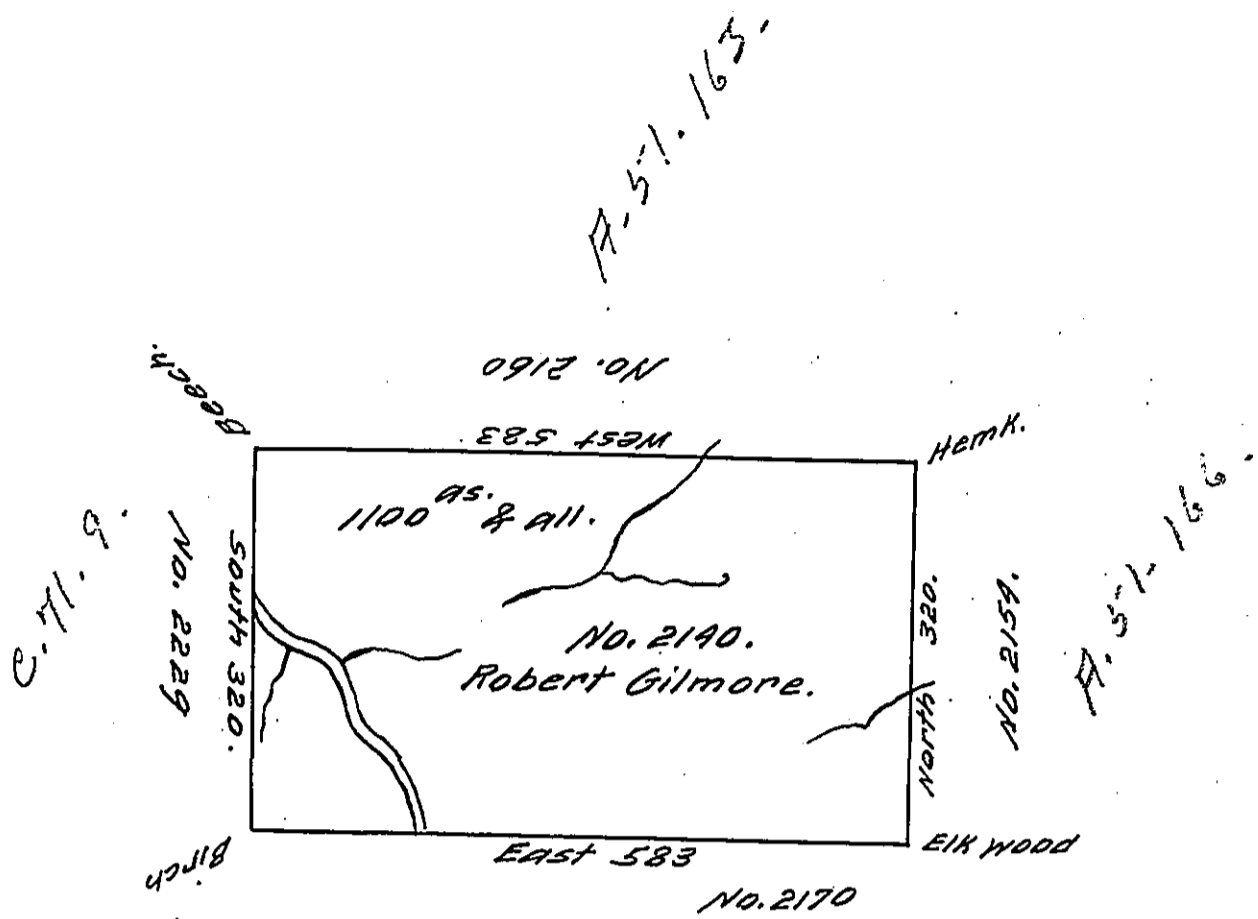 A.51.163.
No. 2160
West 583
Beech.
Hemk.
1100 as. & all.
C.71.9.
No. 2229
South 320.
No. 2140.
Robert Gilmore.
North 320.
No. 2154.
A.51.166.
Birch
East 583
Elk wood
No. 2170